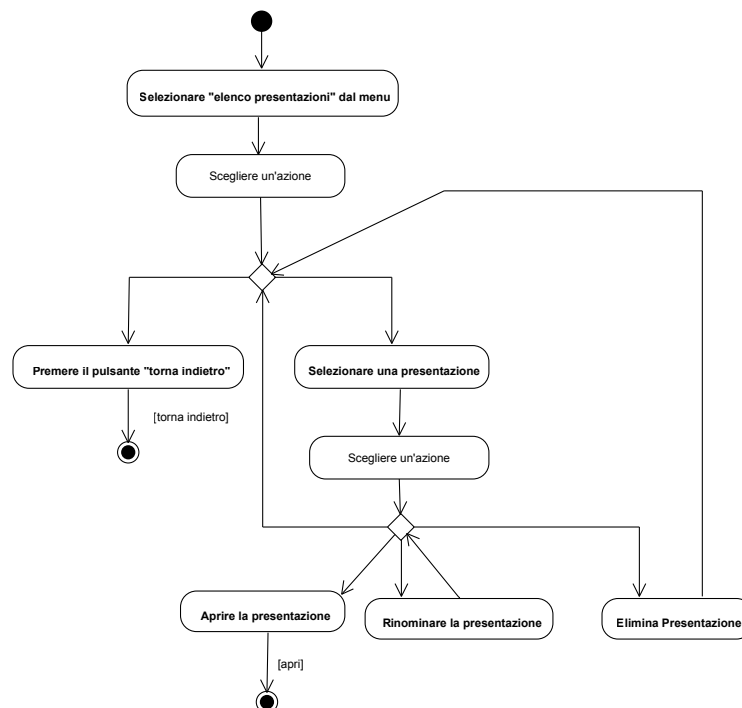 Selezionare "elenco presentazioni" dal menu
Scegliere un'azione
Premere il pulsante "torna indietro"
Selezionare una presentazione
[torna indietro]
Scegliere un'azione
Aprire la presentazione
Rinominare la presentazione
Elimina Presentazione
[apri]